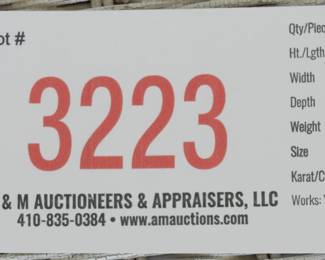 ot #
3223
& M AUCTIONEERS & APPRAISERS, LLC
410-835-0384 • www.amauctions.com
Qty/Piec
Ht./Lgth
Width
Depth
Weight
Size
Karat/C
Works: